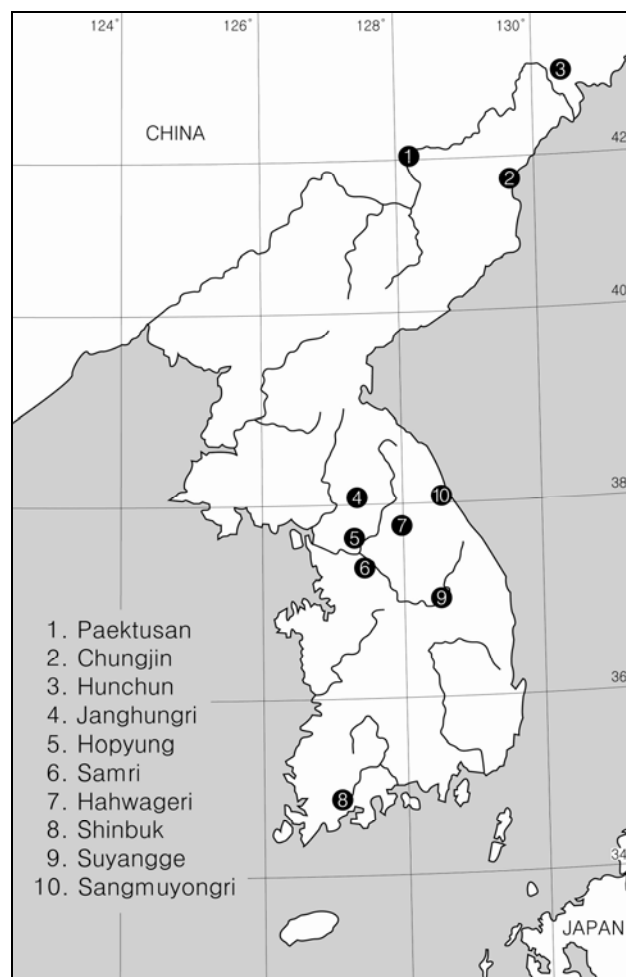 124° 126° 128° 130°
3
CHINA
1
42
2
40
38
4
10
7
5
6
9
1. Paektusan
2. Chungjin
3. Hunchun
36
4. Janghungri
5. Hopyung
6. Samri
7. Hahwageri
8
8. Shinbuk
9. Suyangge
34
10. Sangmuyongri
JAPAN